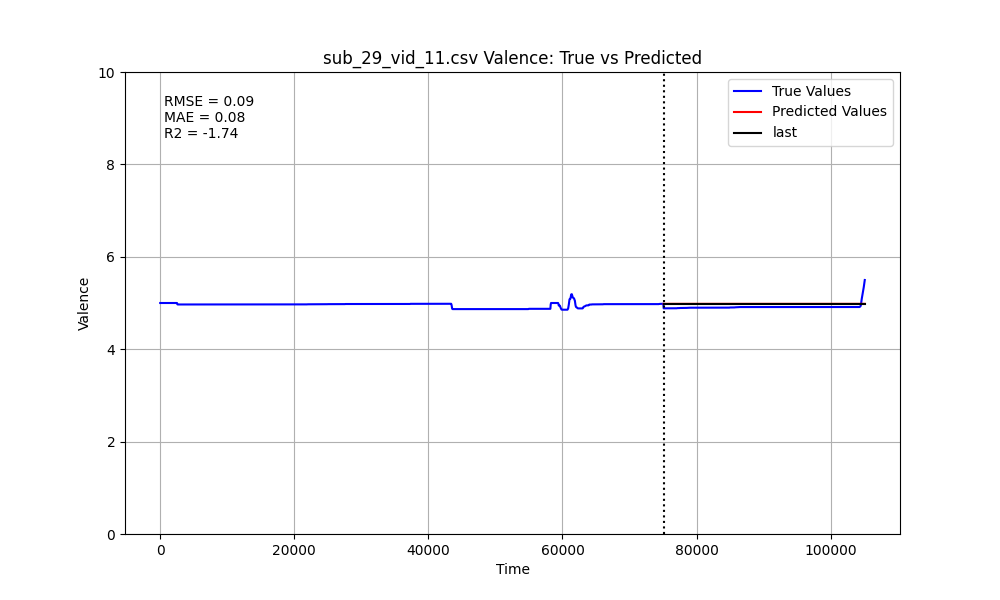 sub_29_vid_11.csv Valence: True vs Predicted
RMSE = 0.09
MAE = 0.08
R2 = -1.74
True Values
Predicted Values
last
10
8
6
4
2
0
Valence
0 20000 40000 60000 80000 100000
Time